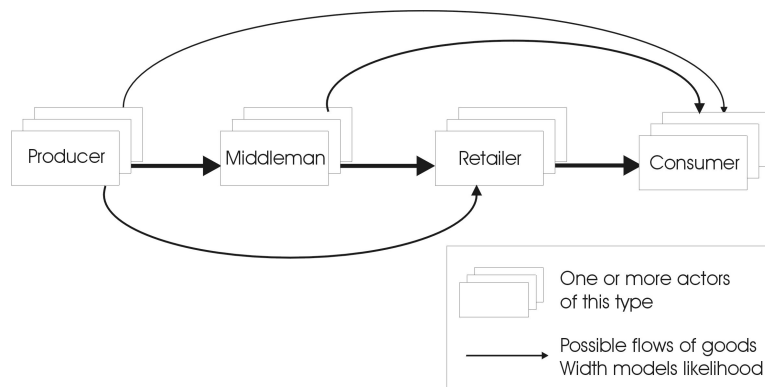 Producer
Middleman
Retailer
Consumer
One or more actors
of this type
Possible flows of goods
Width models likelihood